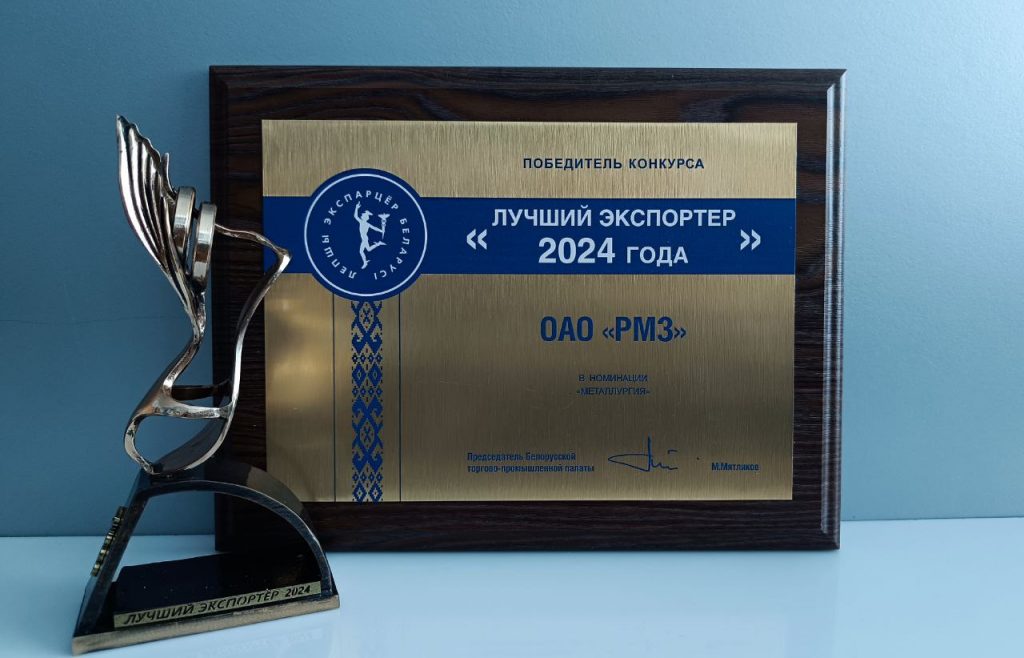 ПОБЕДИТЕЛЬ КОНКУРСА
«ЛУЧШИЙ ЭКСПОРТЕР
2024 ГОДА»
ЛЕПШЫ ЭКСПАРЦЁР БЕЛАРУСІ
ОАО «РМЗ»
В НОМИНАЦИИ
«МЕТАЛЛУРГИЯ»
Председатель Белорусской
торгово-промышленной палаты
М.Мятликов
ЛУЧШИЙ ЭКСПОРТЁР 2024